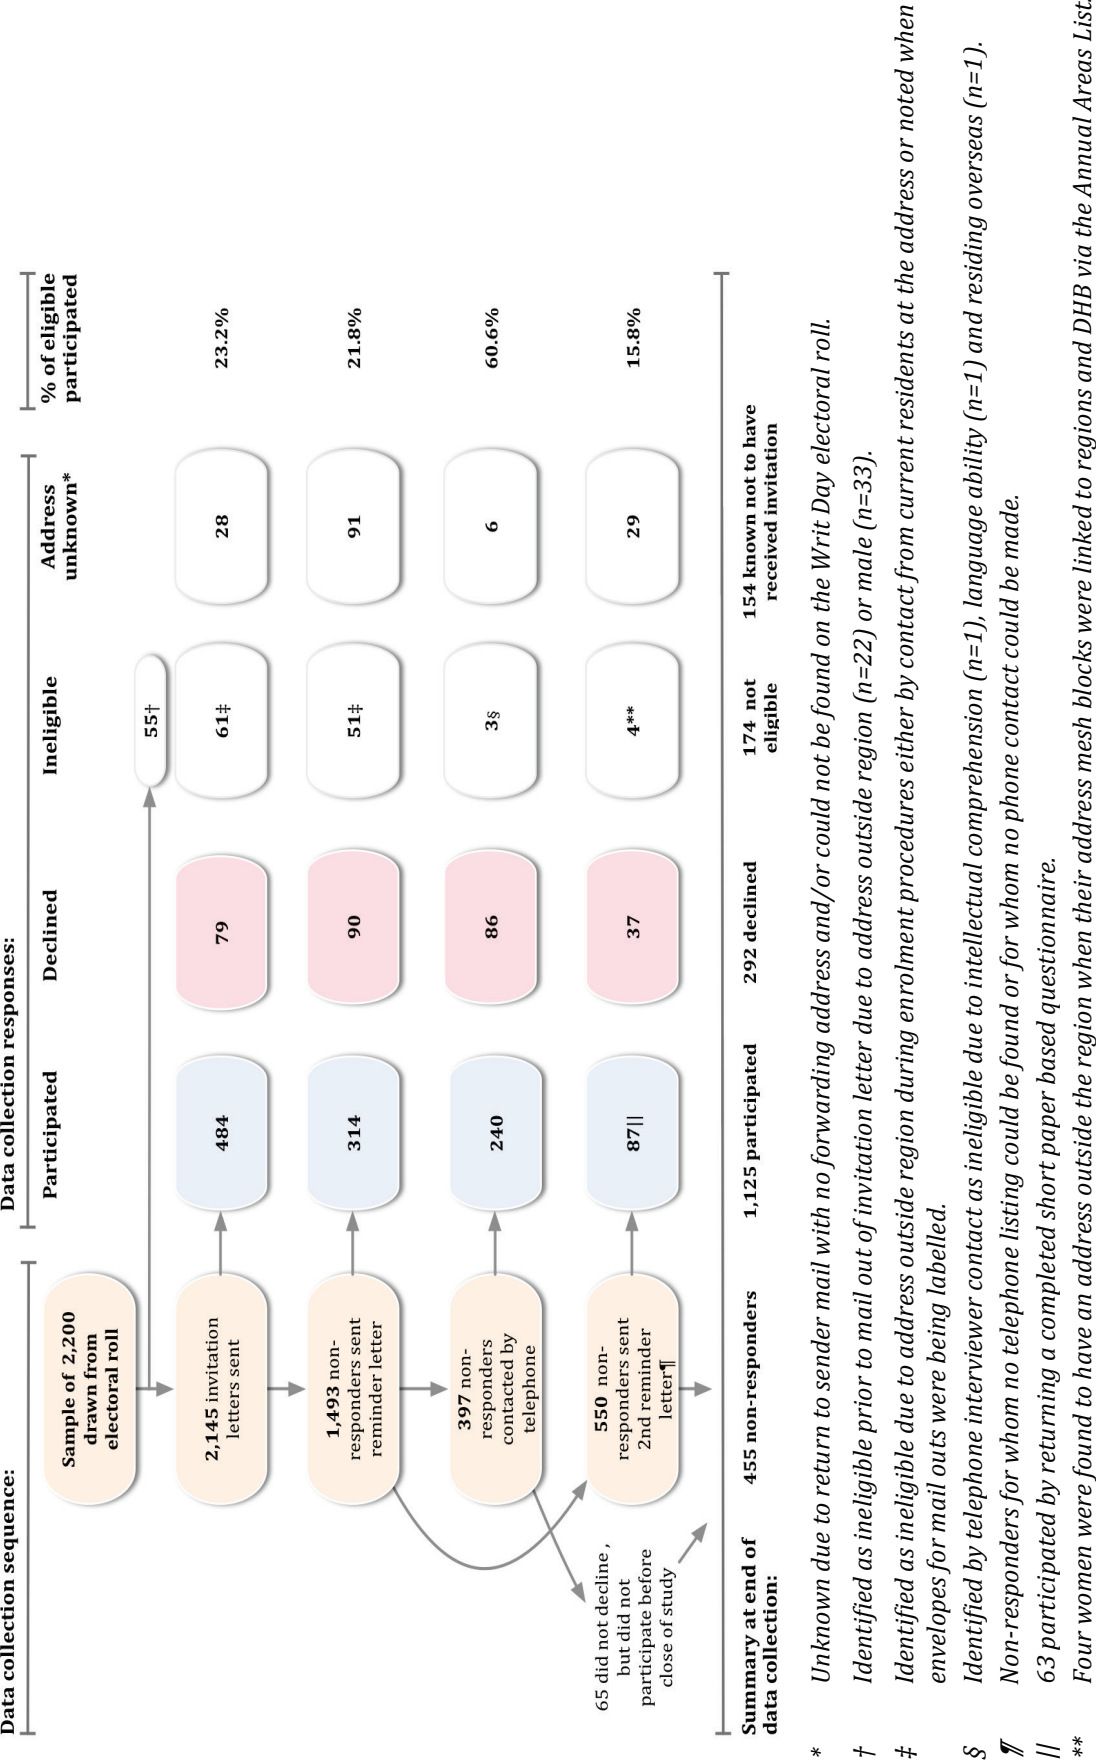 Data collection sequence:
Data collection responses:
Participated
Declined
Ineligible
Address
unknown*
% of eligible
participated
Sample of 2,200
drawn from
electoral roll
55†
2,145 invitation
letters sent
484
79
61‡
28
23.2%
1,493 non-
responders sent
reminder letter
314
90
51‡
91
21.8%
397 non-
responders
contacted by
telephone
240
86
3§
6
60.6%
65 did not decline ,
but did not
participate before
close of study
550 non-
responders sent
2nd reminder
letter¶
87||
37
4**
29
15.8%
Summary at end of
data collection:
455 non-responders
1,125 participated
292 declined
174 not
eligible
154 known not to have
received invitation
* Unknown due to return to sender mail with no forwarding address and/or could not be found on the Writ Day electoral roll.
† Identified as ineligible prior to mail out of invitation letter due to address outside region (n=22) or male (n=33).
‡ Identified as ineligible due to address outside region during enrolment procedures either by contact from current residents at the address or noted when
envelopes for mail outs were being labelled.
§ Identified by telephone interviewer contact as ineligible due to intellectual comprehension (n=1), language ability (n=1) and residing overseas (n=1).
¶ Non-responders for whom no telephone listing could be found or for whom no phone contact could be made.
|| 63 participated by returning a completed short paper based questionnaire.
** Four women were found to have an address outside the region when their address mesh blocks were linked to regions and DHB via the Annual Areas List.